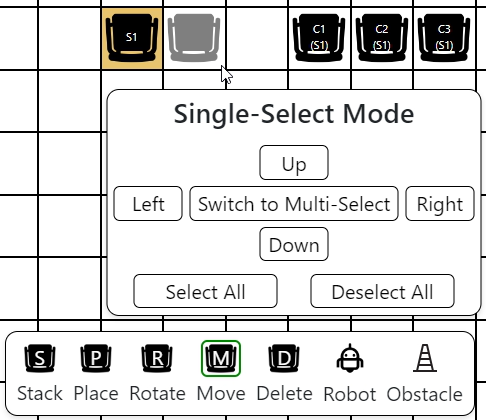 S1 C1 C2 C3
(S1) (S1) (S1)
Single-Select Mode
Up
Left Switch to Multi-Select Right
Down
Select All Deselect All
S P R M D
Stack Place Rotate Move Delete Robot Obstacle